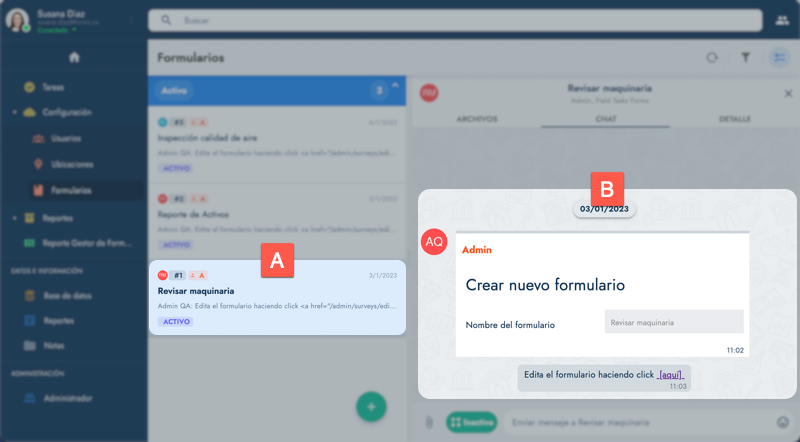 Susana Diaz
Conectado
Buscar
Tareas
Configuración
Usuarios
Ubicaciones
Formularios
Reportes
Reporte Gestor de Form...
DATOS E INFORMACIÓN
Base de datos
Reportes
Notas
ADMINISTRACIÓN
Administrador
Formularios
Activo 3
#3 A 6/1/2023
Inspección calidad de aire
Admin QA: Edita el formulario haciendo click <a href="/admin/surveys/edi...
ACTIVO
RM #2 A 3/1/2023
Reporte de Activos
Admin QA: Edita el formulario haciendo click <a href="/admin/surveys/edi...
ACTIVO
A
RM #1 A 3/1/2023
Revisar maquinaria
Admin QA: Edita el formulario haciendo click <a href="/admin/surveys/edi...
ACTIVO
+
RM
Revisar maquinaria
Admin, Field Tasks Forms
ARCHIVOS CHAT DETALLE
B
03/01/2023
AQ
Admin
Crear nuevo formulario
Nombre del formulario Revisar maquinaria
11:02
Edita el formulario haciendo click [aquí]
11:03
Inactivo Enviar mensaje a Revisar maquinaria